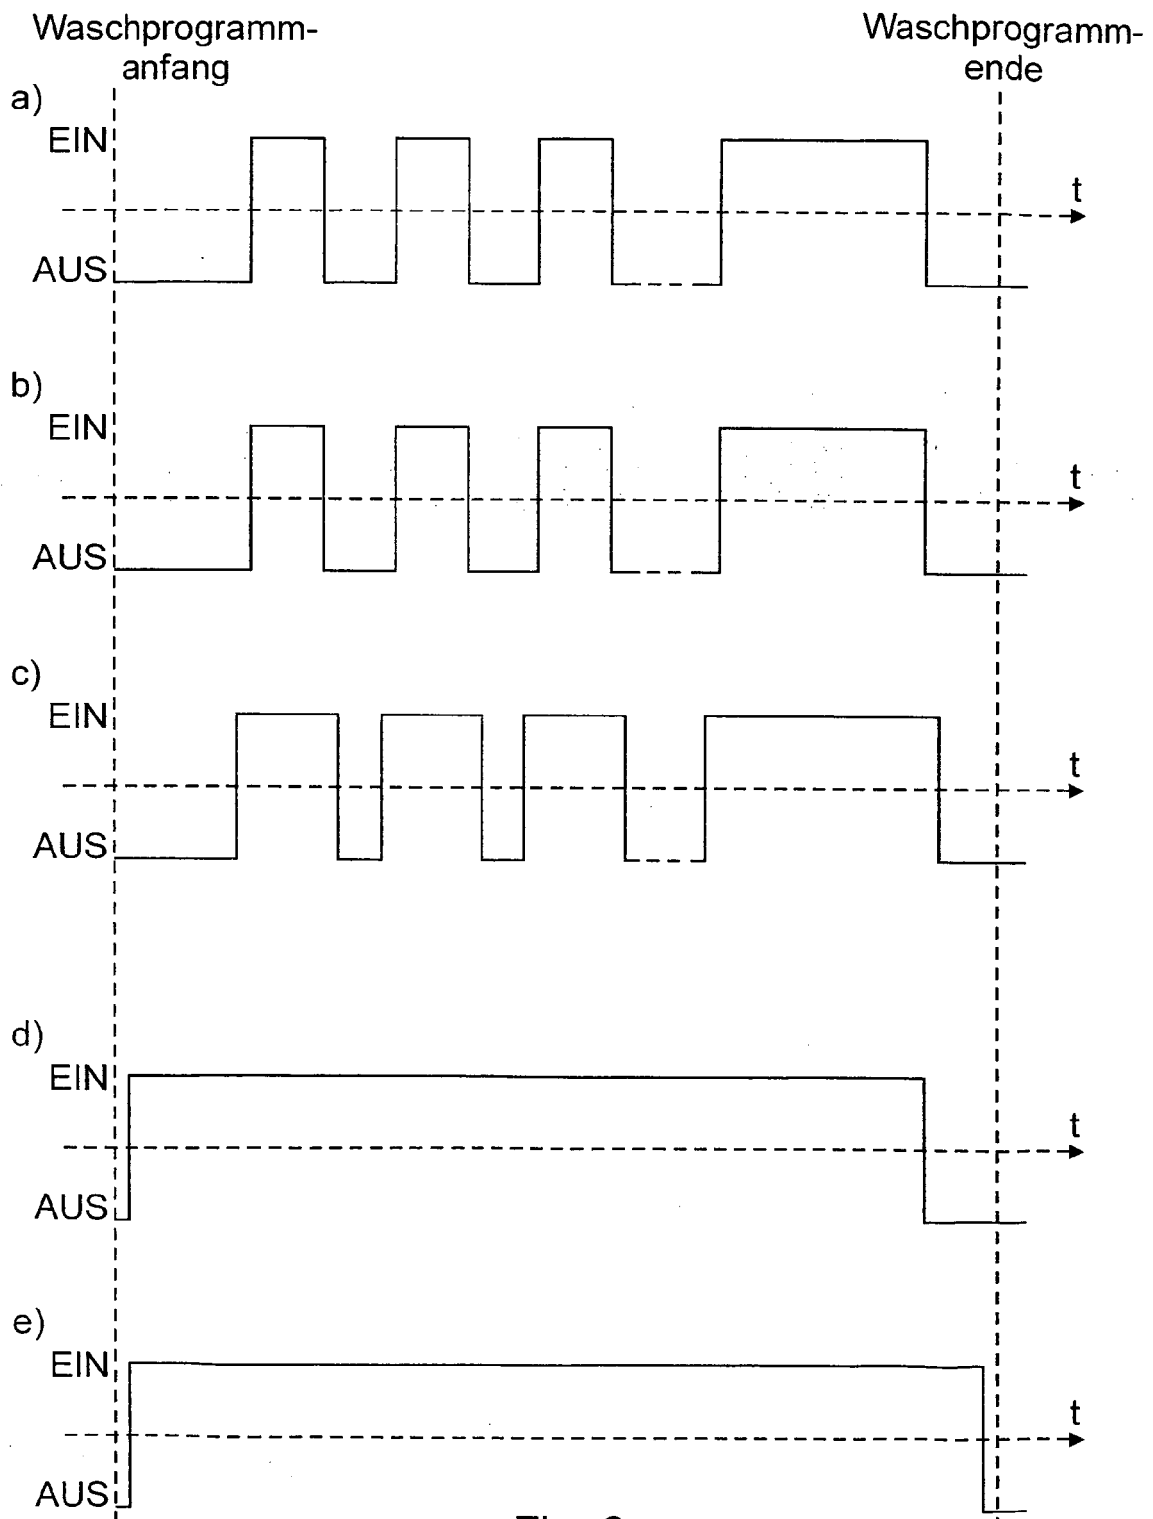 Waschprogramm-
anfang
Waschprogramm-
ende
a)
EIN
t
AUS
b)
EIN
t
AUS
c)
EIN
t
AUS
d)
EIN
t
AUS
e)
EIN
t
AUS